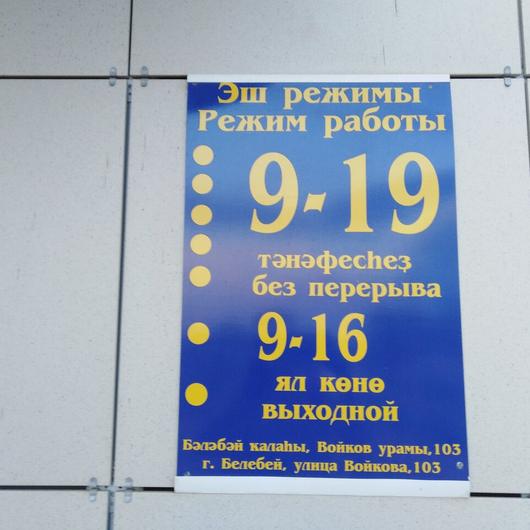 Эш режимы
Режим работы
9-19
тәнәфесһеҙ
без перерыва
9-16
ял көнө
выходной
Бәләбәй калаһы, Войков урамы,103
г. Белебей, улица Войкова,103